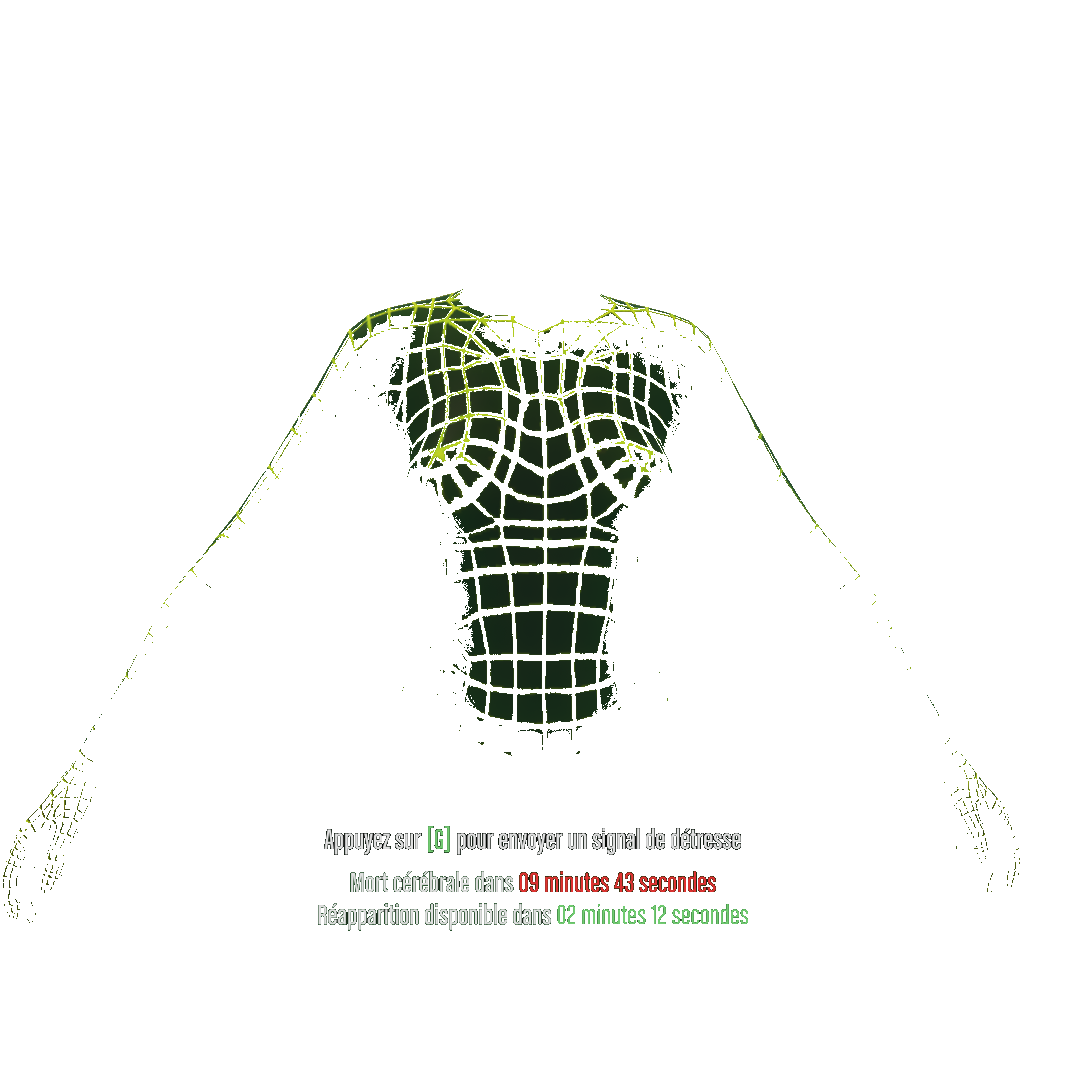 Appuyez sur [G] pour envoyer un signal de détresse
Mort cérébrale dans 09 minutes 43 secondes
Réapparition disponible dans 02 minutes 12 secondes